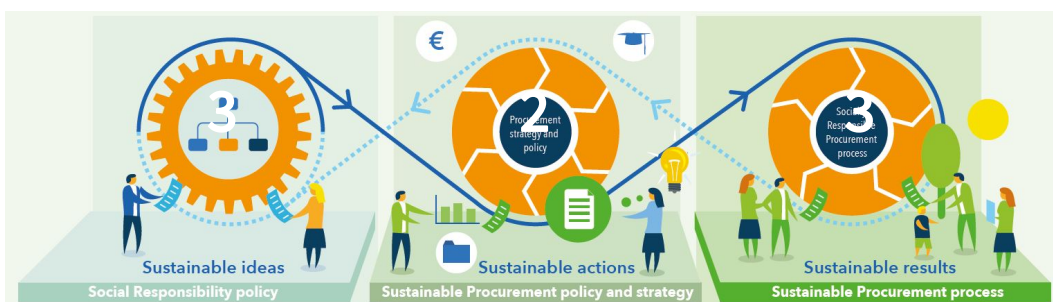 3
€
2
Procurement
strategy and
policy
3
Social
Responsible
Procurement
process
Sustainable ideas
Sustainable actions
Sustainable results
Social Responsibility policy
Sustainable Procurement policy and strategy
Sustainable Procurement process